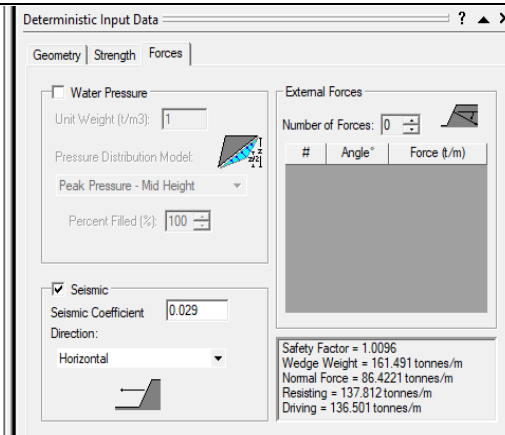 Deterministic Input Data
?
Geometry Strength Forces
Water Pressure
Unit Weight (t/m3): 1
Pressure Distribution Model:
Peak Pressure - Mid Height
Percent Filled (%): 100
Seismic
Seismic Coefficient 0.029
Direction:
Horizontal
External Forces
Number of Forces: 0
# Angle° Force (t/m)
Safety Factor = 1.0096
Wedge Weight = 161.491 tonnes/m
Normal Force = 86.4221 tonnes/m
Resisting = 137.812 tonnes/m
Driving = 136.501 tonnes/m